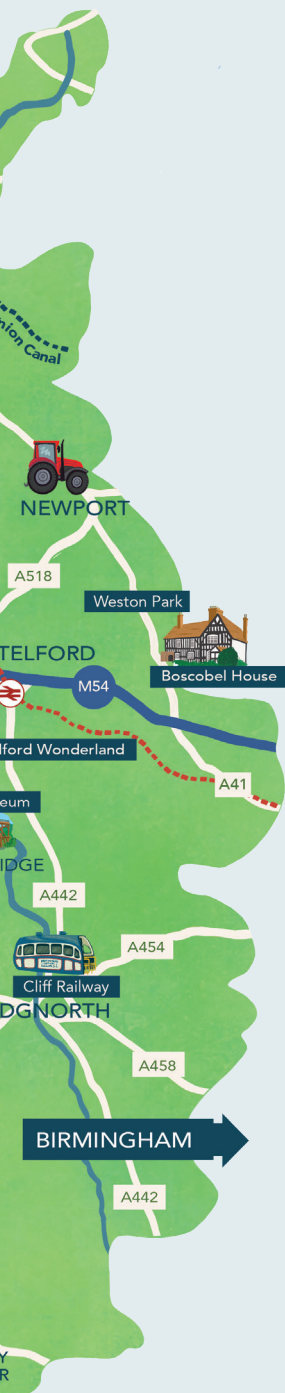 nion Canal
NEWPORT
A518
Weston Park
TELFORD
Boscobel House
M54
lford Wonderland
A41
eum
IDGE
A442
A454
Cliff Railway
DGNORTH
A458
BIRMINGHAM
A442
Y
R